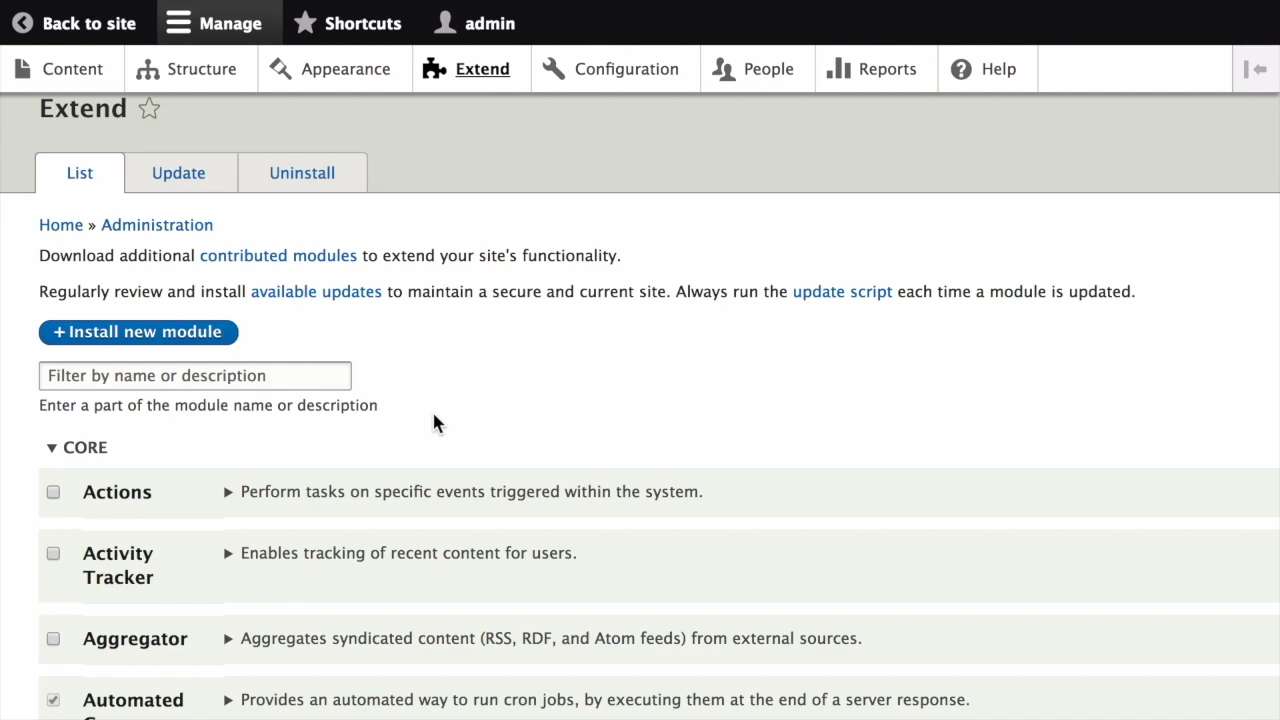 Back to site Manage Shortcuts admin
Content Structure Appearance Extend Configuration People Reports Help
Extend
List Update Uninstall
Home » Administration
Download additional contributed modules to extend your site's functionality.
Regularly review and install available updates to maintain a secure and current site. Always run the update script each time a module is updated.
+ Install new module
Filter by name or description
Enter a part of the module name or description
▼ CORE
Actions ▶ Perform tasks on specific events triggered within the system.
Activity ▶ Enables tracking of recent content for users.
Tracker
Aggregator ▶ Aggregates syndicated content (RSS, RDF, and Atom feeds) from external sources.
Automated ▶ Provides an automated way to run cron jobs, by executing them at the end of a server response.